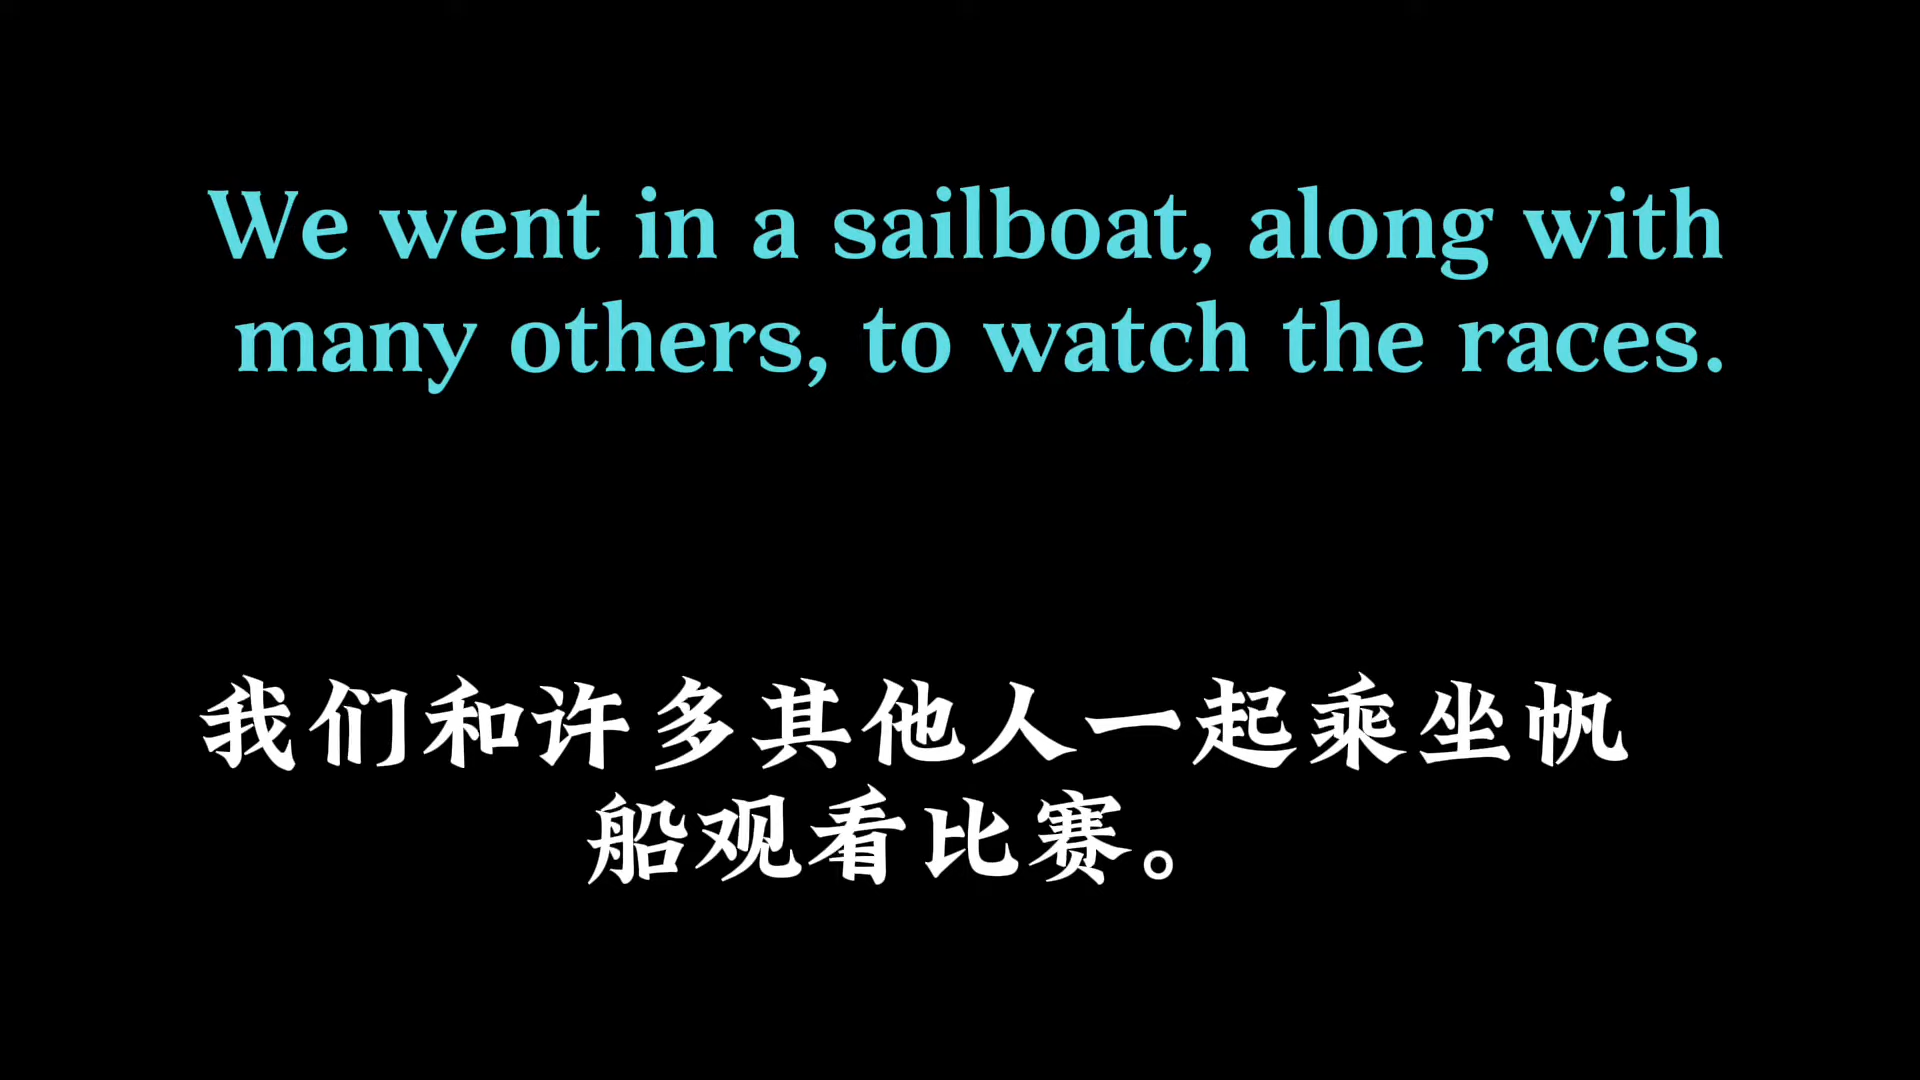 We went in a sailboat, along with
many others, to watch the races.
我们和许多其他人一起乘坐帆
船观看比赛。